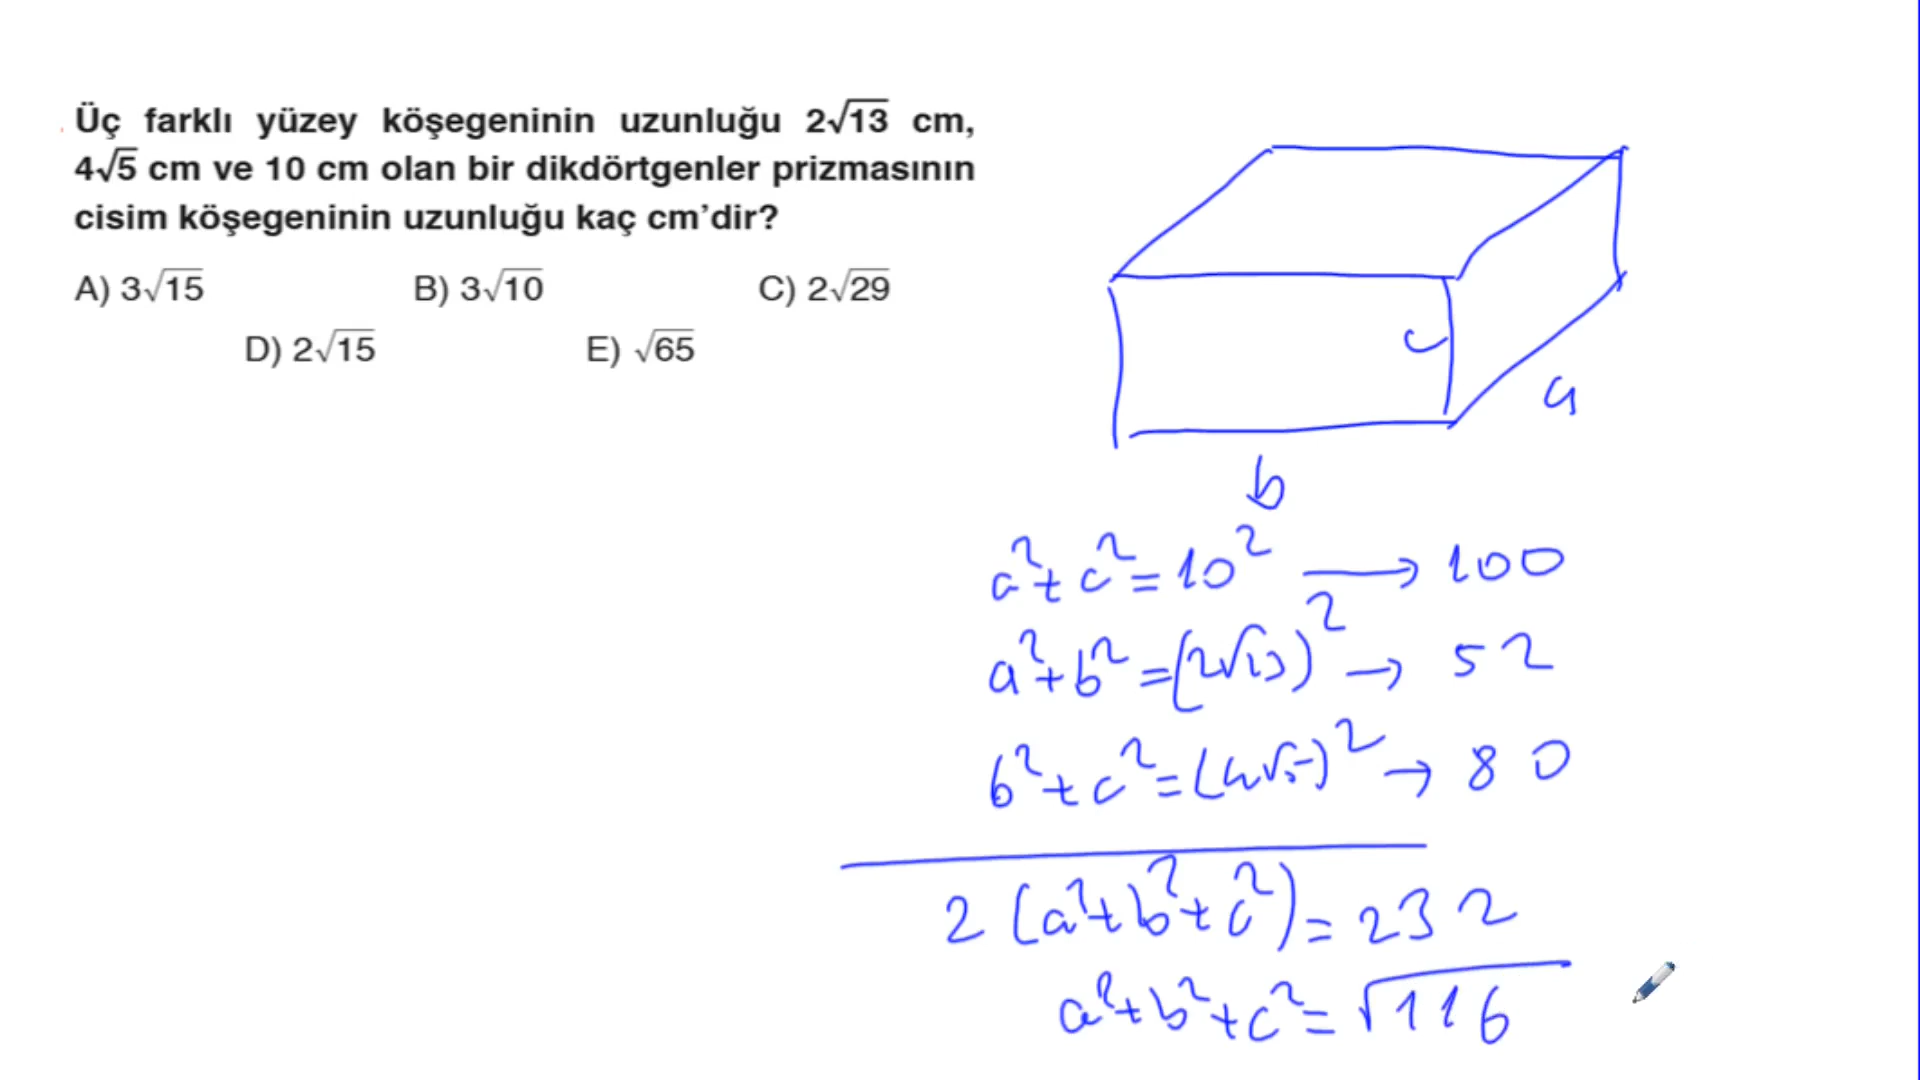 Üç farklı yüzey köşegeninin uzunluğu 2√13 cm,
4√5 cm ve 10 cm olan bir dikdörtgenler prizmasının
cisim köşegeninin uzunluğu kaç cm'dir?
A) 3√15 B) 3√10 C) 2√29
D) 2√15 E) √65
c
a
b
a²+c²=10² → 100
a²+b²=(2√13)² → 52
b²+c²=(4√5)² → 80
2(a²+b²+c²)=232
a²+b²+c²=√116